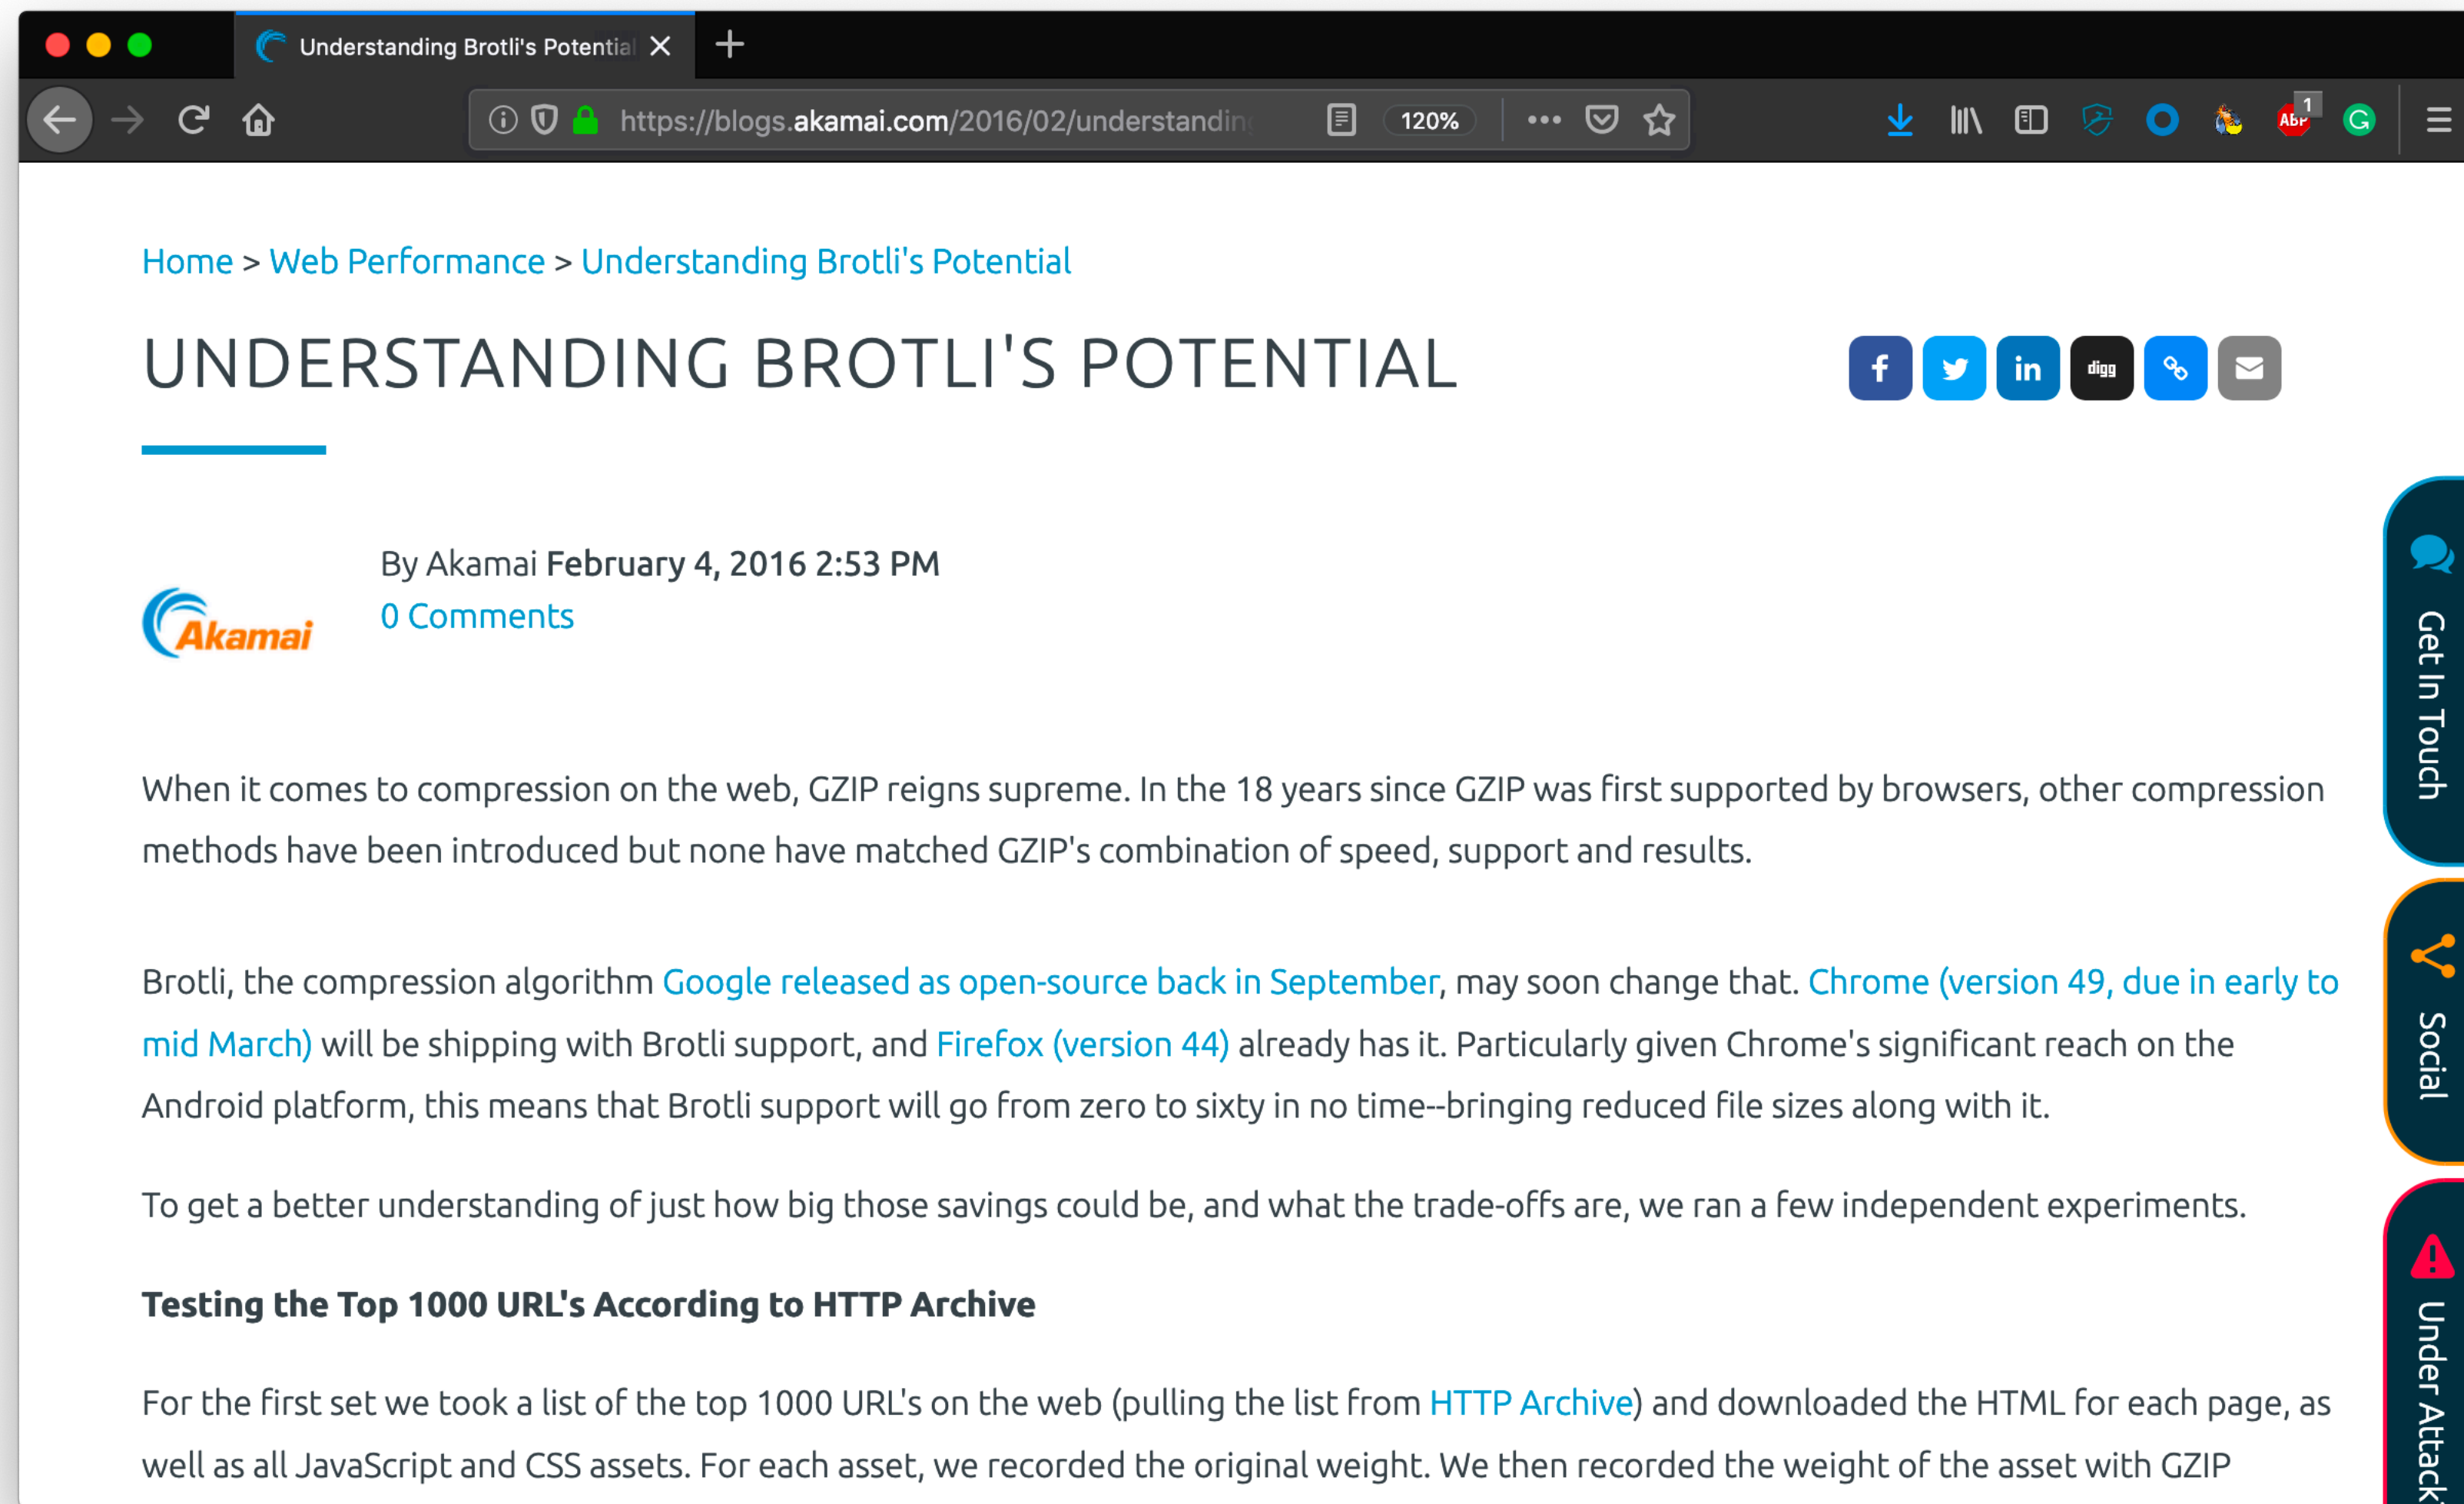 Understanding Brotli's Potential
https://blogs.akamai.com/2016/02/understanding
120%
ABP
1
G
Home > Web Performance > Understanding Brotli's Potential
UNDERSTANDING BROTLI'S POTENTIAL
f
in
digg
Akamai
By Akamai February 4, 2016 2:53 PM
0 Comments
When it comes to compression on the web, GZIP reigns supreme. In the 18 years since GZIP was first supported by browsers, other compression
methods have been introduced but none have matched GZIP's combination of speed, support and results.
Brotli, the compression algorithm Google released as open-source back in September, may soon change that. Chrome (version 49, due in early to
mid March) will be shipping with Brotli support, and Firefox (version 44) already has it. Particularly given Chrome's significant reach on the
Android platform, this means that Brotli support will go from zero to sixty in no time--bringing reduced file sizes along with it.
To get a better understanding of just how big those savings could be, and what the trade-offs are, we ran a few independent experiments.
Testing the Top 1000 URL's According to HTTP Archive
For the first set we took a list of the top 1000 URL's on the web (pulling the list from HTTP Archive) and downloaded the HTML for each page, as
well as all JavaScript and CSS assets. For each asset, we recorded the original weight. We then recorded the weight of the asset with GZIP
Get In Touch
Social
Under Attack